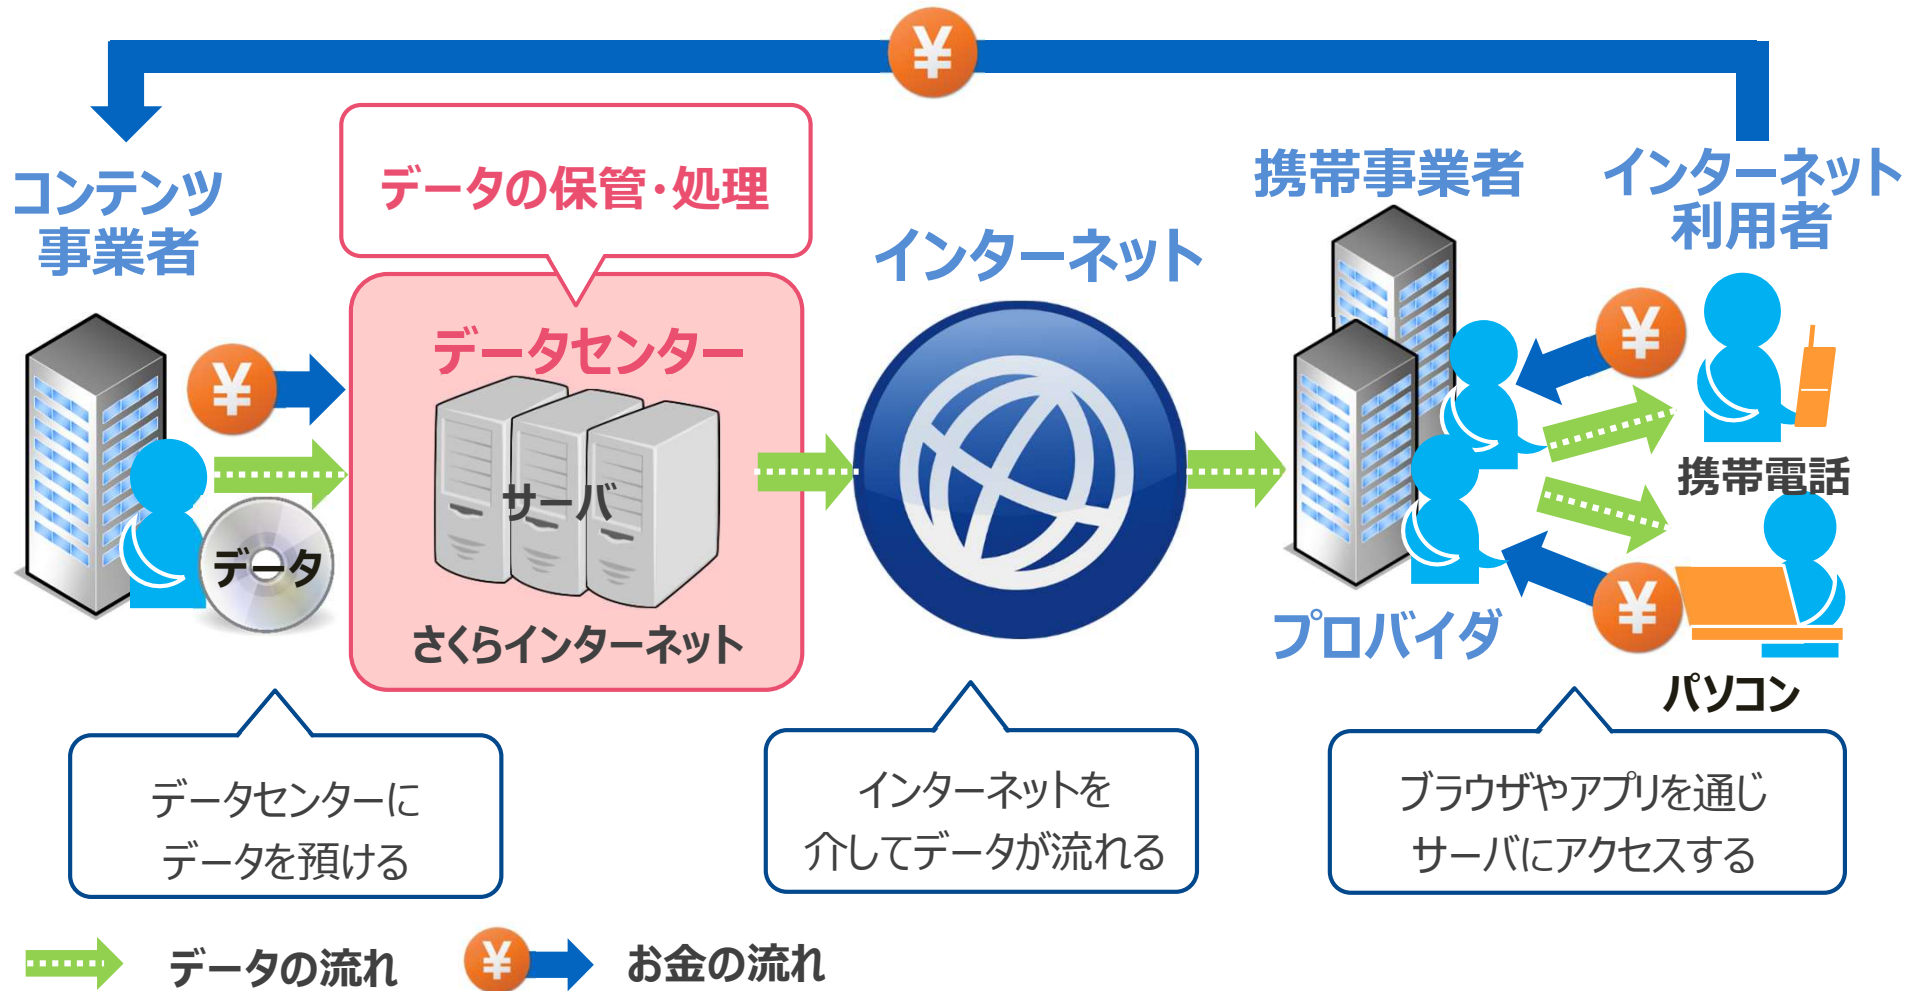 ¥
コンテンツ
事業者
データの保管・処理
携帯事業者
インターネット
利用者
インターネット
データセンター
¥
¥
サーバ
携帯電話
データ
¥
さくらインターネット
プロバイダ
パソコン
データセンターに
データを預ける
インターネットを
介してデータが流れる
ブラウザやアプリを通じ
サーバにアクセスする
データの流れ
¥
お金の流れ